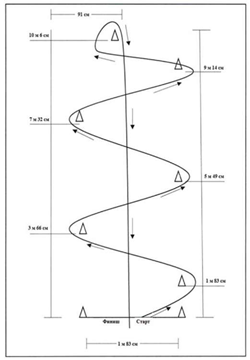 91 см
10 м 8 см
9 м 14 см
7 м 32 см
5 м 49 см
3 м 66 см
1 м 83 см
Финиш Старт
1 м 83 см